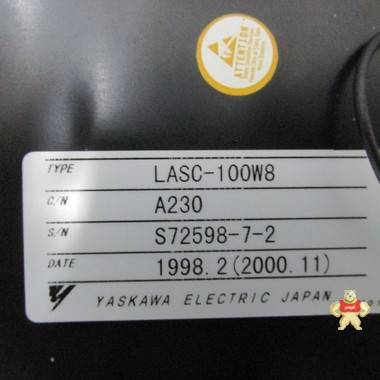 ATTENTION
TYPE LASC-100W8
C/N A230
S/N S72598-7-2
DATE 1998.2(2000.11)
YASKAWA ELECTRIC JAPAN